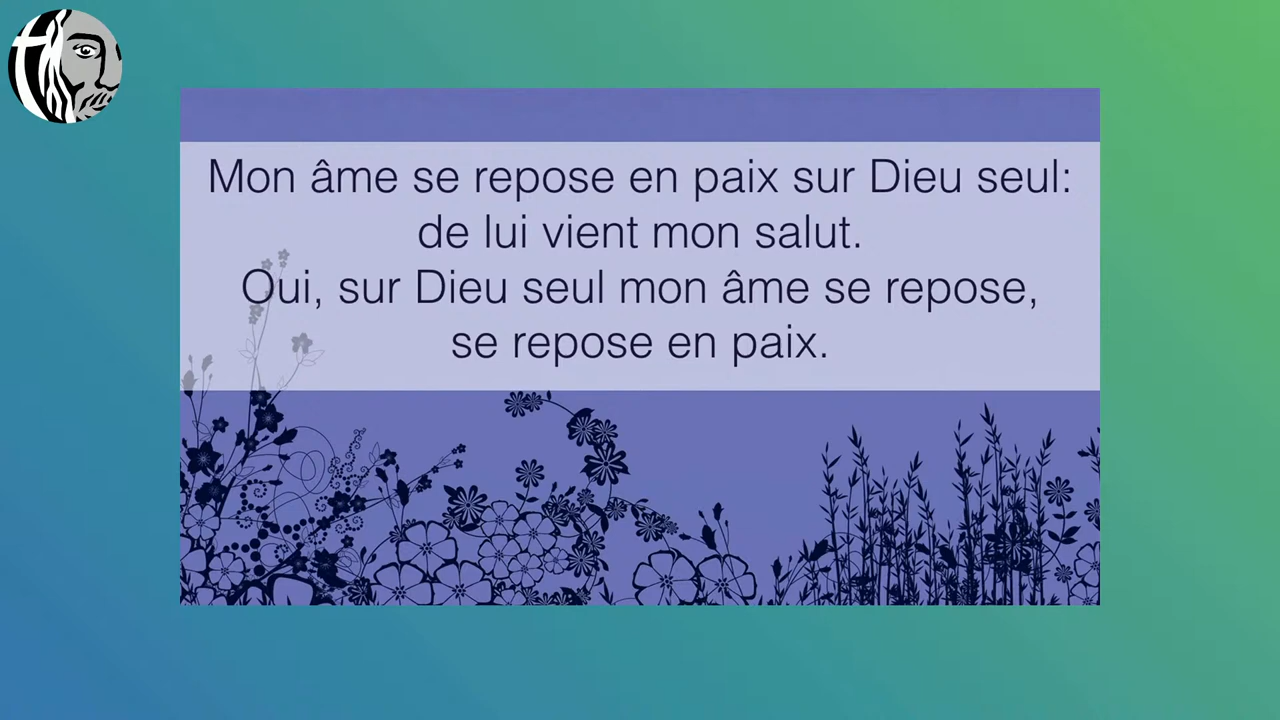 Mon âme se repose en paix sur Dieu seul:
de lui vient mon salut.
Oui, sur Dieu seul mon âme se repose,
se repose en paix.